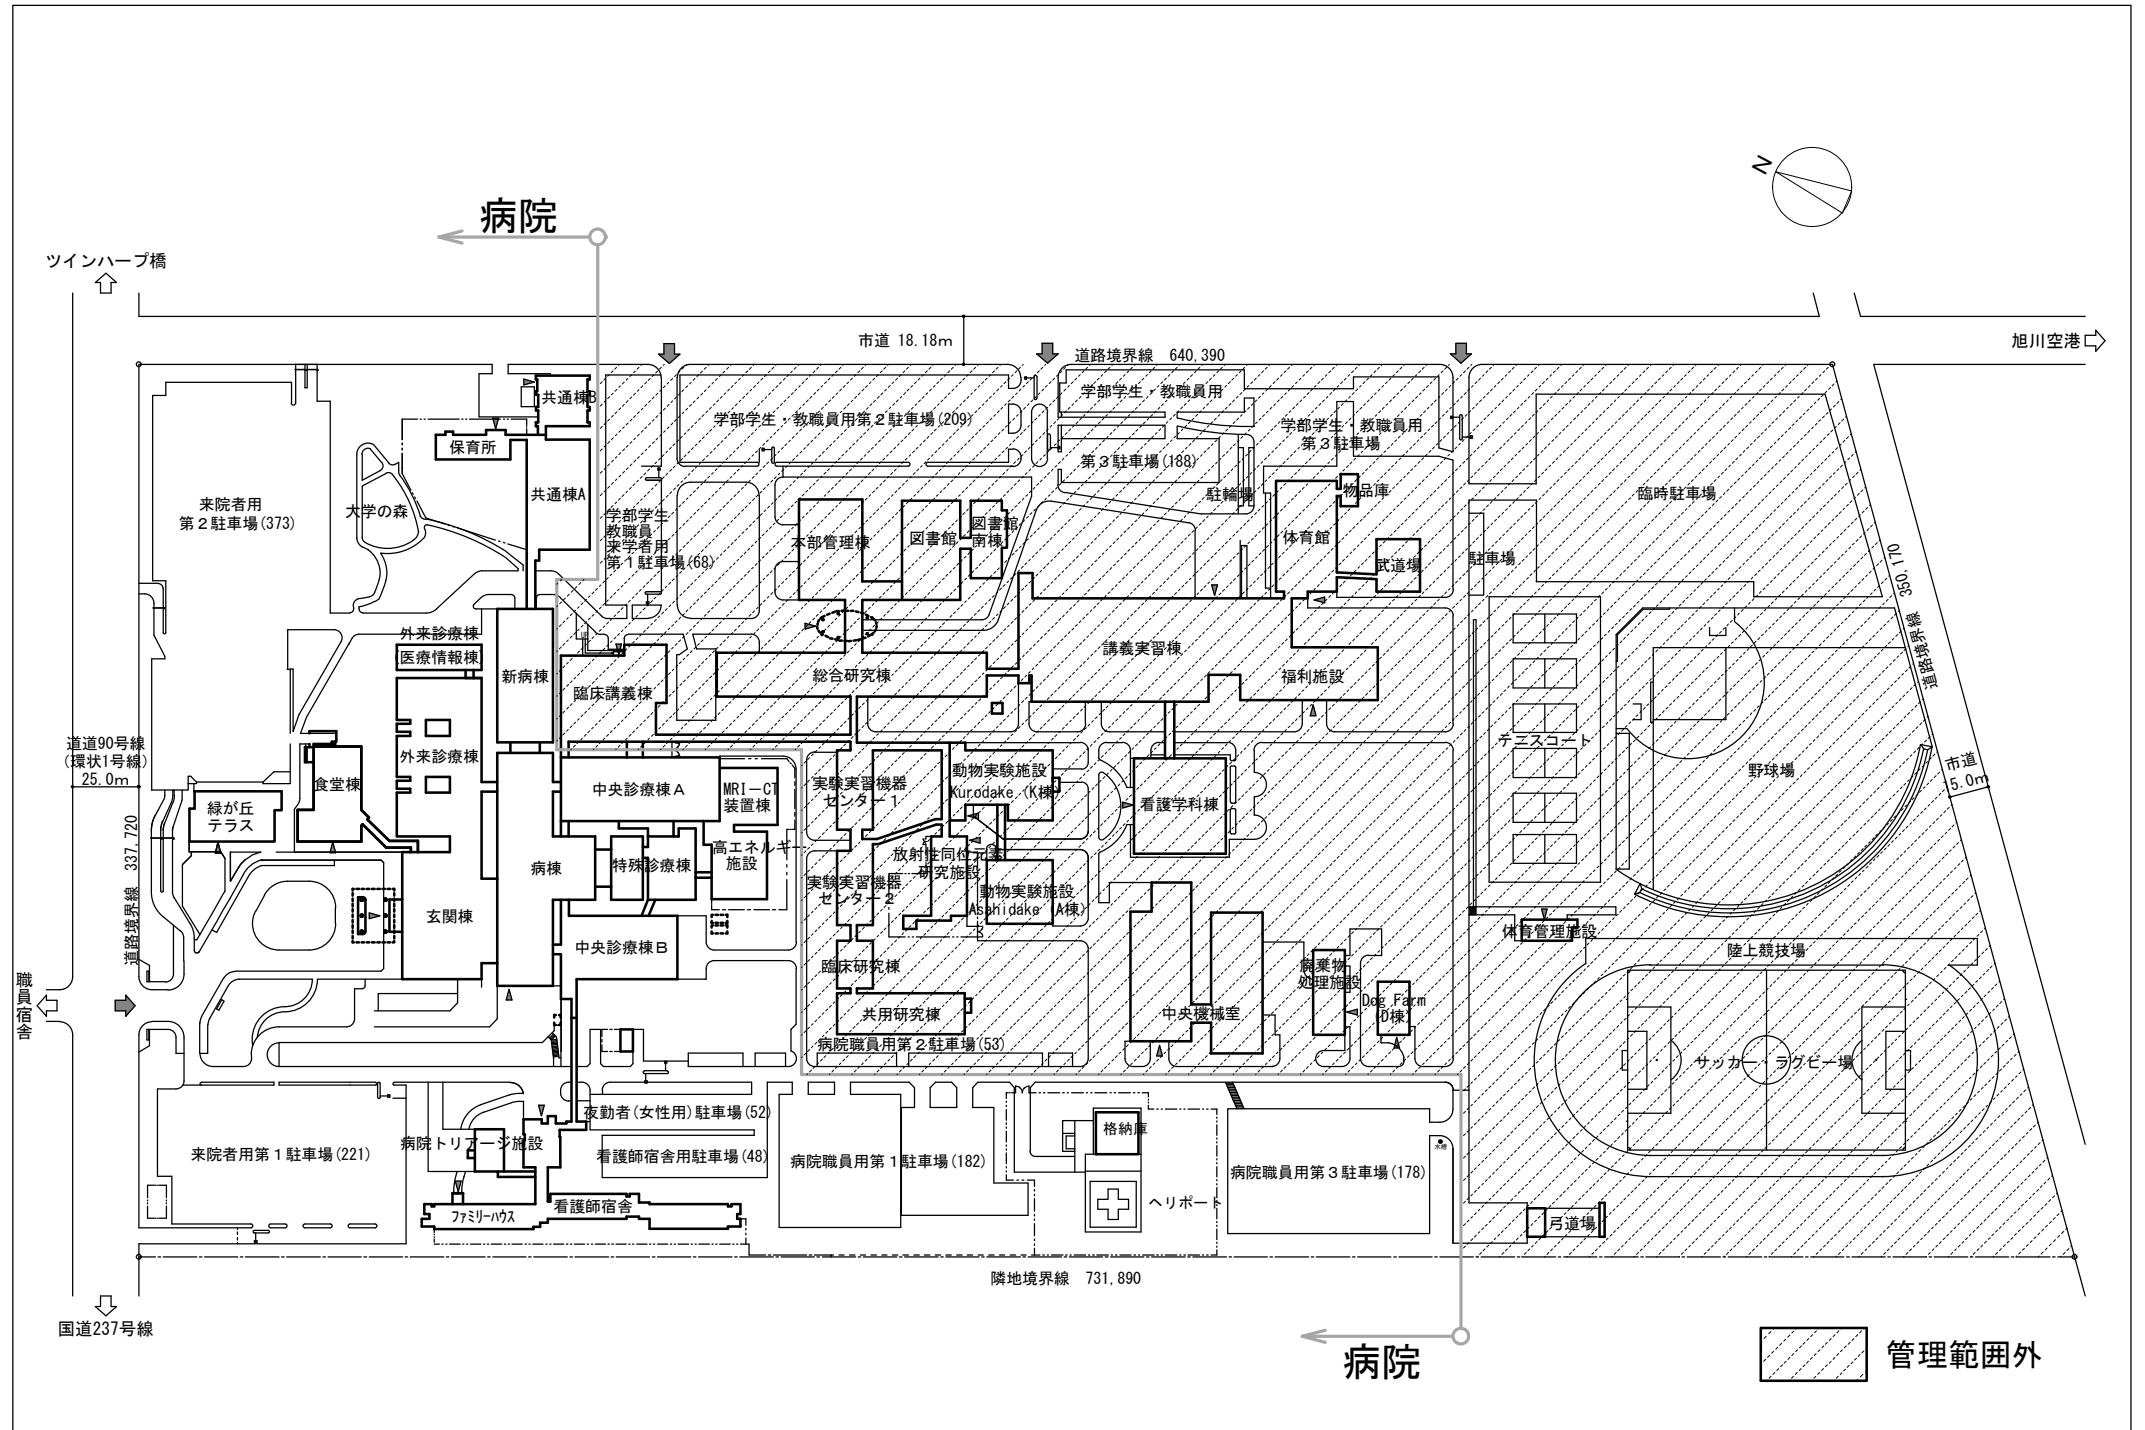 病院
N
ツインハープ橋
市道 18.18m
旭川空港
道路境界線 640,390
共通棟B
学部学生・教職員用
学部学生・教職員用第2駐車場(209)
学部学生・教職員用
第3駐車場
保育所
第3駐車場(188)
共通棟A
駐輪場
物品庫
臨時駐車場
来院者用
第2駐車場(373)
大学の森
学部学生
教職員
来学者用
第1駐車場(68)
本部管理棟
図書館
図書館
南棟
体育館
武道場
駐車場
道路境界線 350,170
外来診療棟
(医療情報棟)
新病棟
臨床講義棟
総合研究棟
講義実習棟
福利施設
道道90号線
(環状1号線)
25.0m
外来診療棟
食堂棟
緑が丘
テラス
中央診療棟A
MRI-CT
装置棟
実験実習機器
センター1
動物実験施設
Kurodake (K棟)
看護学科棟
テニスコート
野球場
市道
15.0m
道路境界線 337,720
病棟
特殊診療棟
高エネルギー
施設
放射性同位元素
研究施設
実験実習機器
センター2
動物実験施設
Asahidake (A棟)
玄関棟
中央診療棟B
臨床研究棟
体育管理施設
陸上競技場
廃棄物
処理施設
Dog Farm
(D棟)
職員宿舎
共用研究棟
中央機械室
病院職員用第2駐車場(53)
サッカー・ラグビー場
夜勤者(女性用)駐車場(52)
病院トリアージ施設
看護師宿舎用駐車場(48)
来院者用第1駐車場(221)
病院職員用第1駐車場(182)
格納庫
病院職員用第3駐車場(178)
ヘリポート
ファミリーハウス
看護師宿舎
弓道場
隣地境界線 731,890
国道237号線
病院
管理範囲外